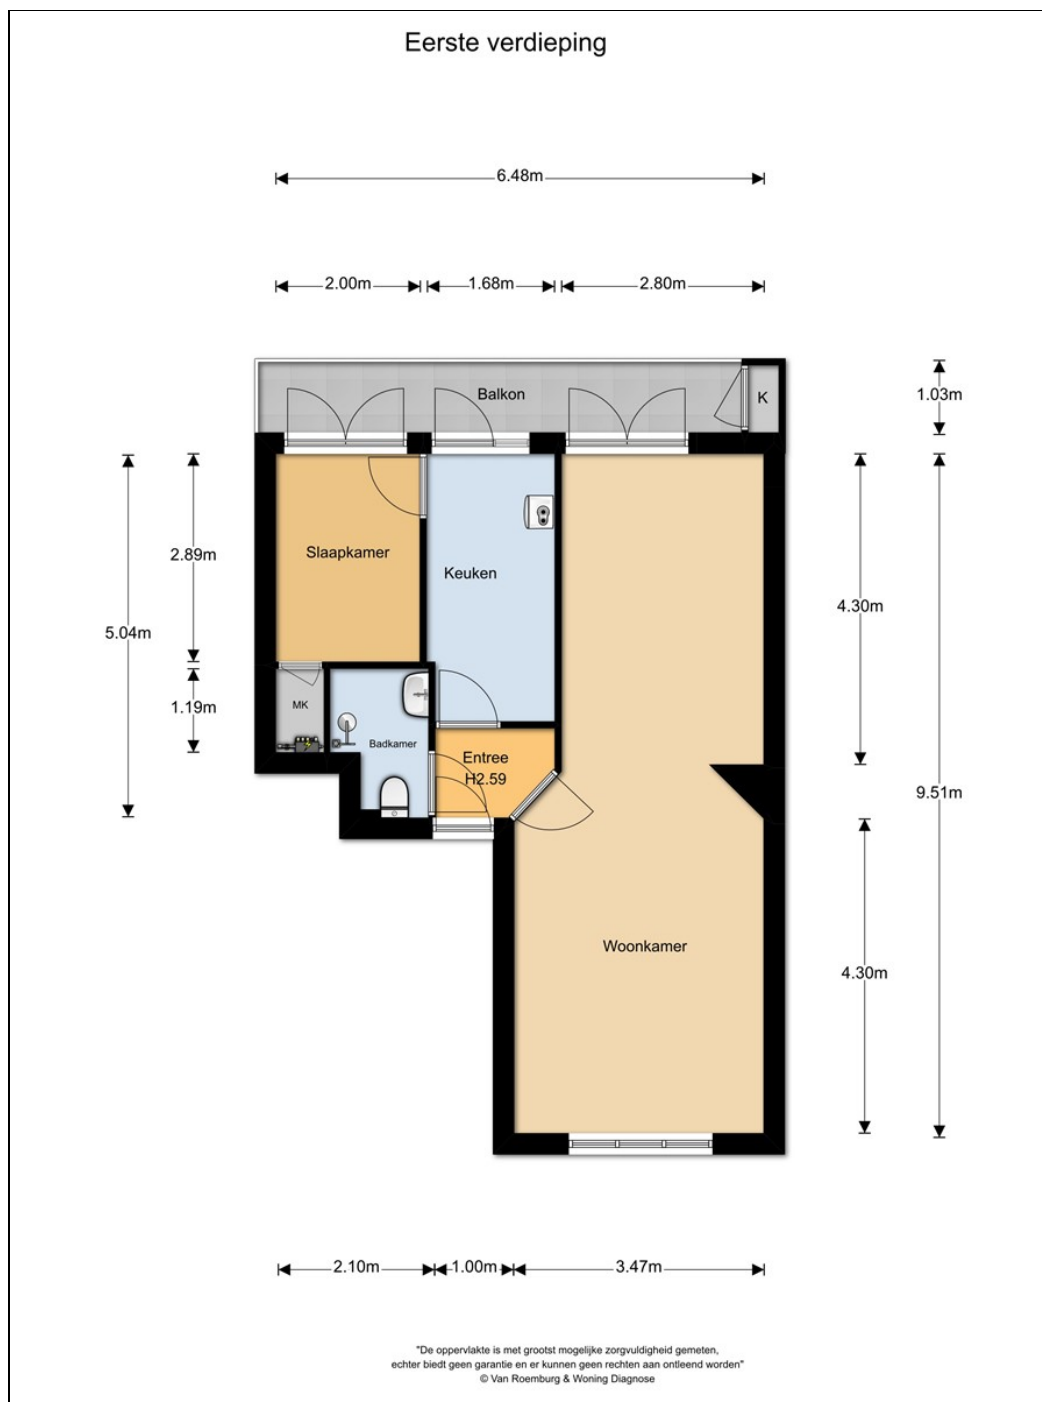 Eerste verdieping
6.48m
2.00m
1.68m
2.80m
Balkon
K
1.03m
2.89m
Slaapkamer
Keuken
4.30m
5.04m
1.19m
MK
Badkamer
Entree
H2.59
9.51m
Woonkamer
4.30m
2.10m
1.00m
3.47m
"De oppervlakte is met grootst mogelijke zorgvuldigheid gemeten,
echter biedt geen garantie en er kunnen geen rechten aan ontleend worden"
© Van Roemburg & Woning Diagnose